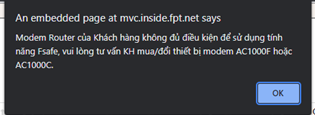 An embedded page at mvc.inside.fpt.net says
Modem Router của Khách hàng không đủ điều kiện để sử dụng tính
năng Fsafe, vui lòng tư vấn KH mua/đổi thiết bị modem AC1000F hoặc
AC1000C.
OK